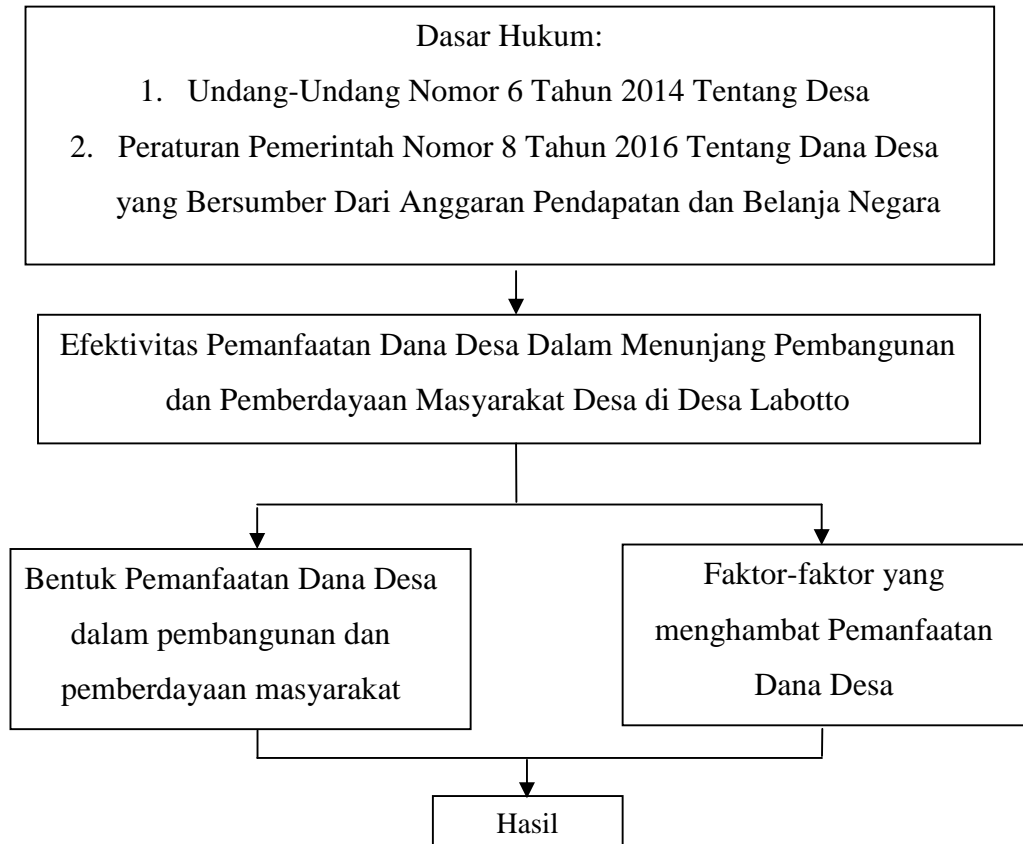 Dasar Hukum:
1. Undang-Undang Nomor 6 Tahun 2014 Tentang Desa
2. Peraturan Pemerintah Nomor 8 Tahun 2016 Tentang Dana Desa
yang Bersumber Dari Anggaran Pendapatan dan Belanja Negara
Efektivitas Pemanfaatan Dana Desa Dalam Menunjang Pembangunan
dan Pemberdayaan Masyarakat Desa di Desa Labotto
Bentuk Pemanfaatan Dana Desa
dalam pembangunan dan
pemberdayaan masyarakat
Faktor-faktor yang
menghambat Pemanfaatan
Dana Desa
Hasil